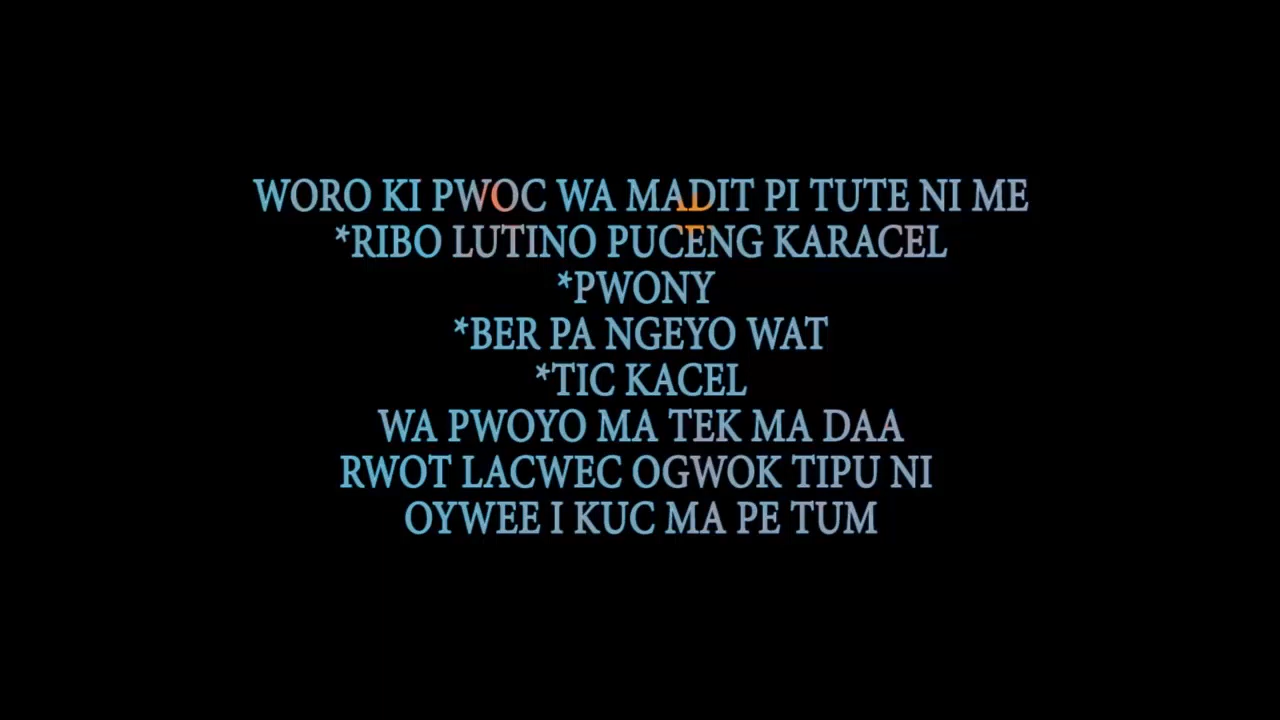 WORO KI PWOC WA MADIT PI TUTE NI ME
*RIBO LUTINO PUCENG KARACEL
*PWONY
*BER PA NGEYO WAT
*TIC KACEL
WA PWOYO MA TEK MA DAA
RWOT LACWEC OGWOK TIPU NI
OYWEE I KUC MA PE TUM